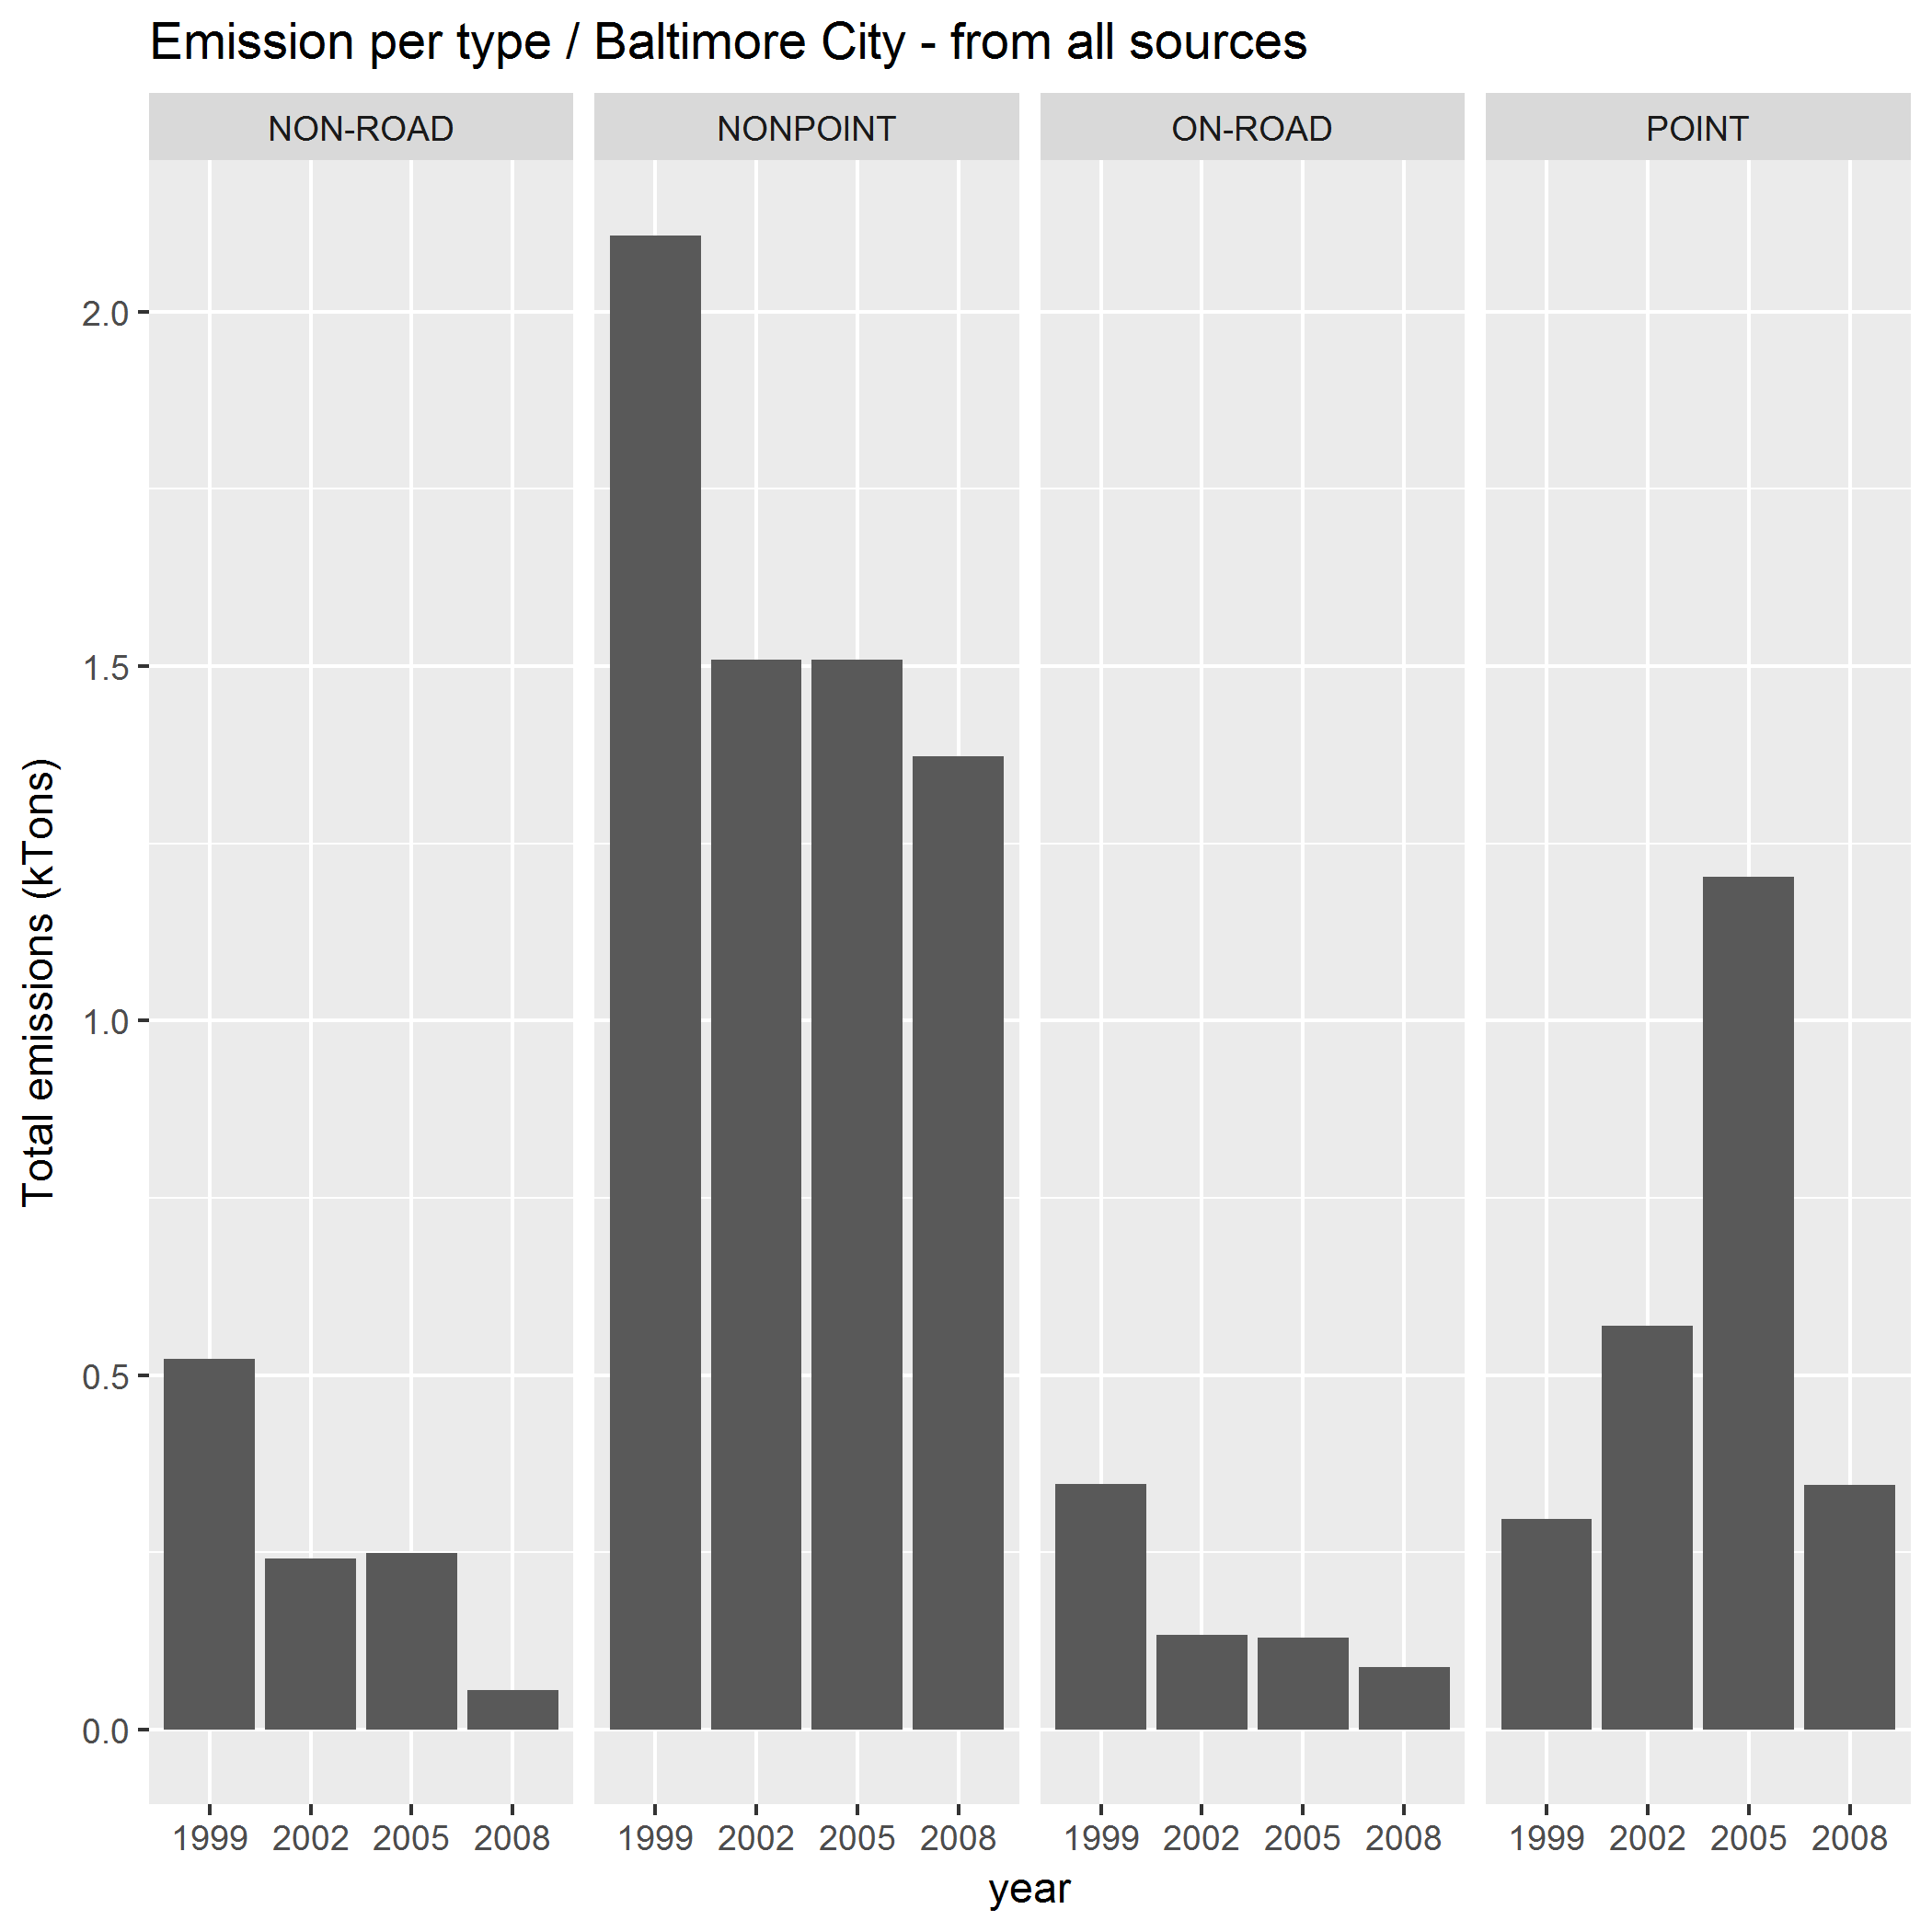 Emission per type / Baltimore City - from all sources
NON-ROAD NONPOINT ON-ROAD POINT
Total emissions (kTons)
2.0
1.5
1.0
0.5
0.0
1999 2002 2005 2008 1999 2002 2005 2008 1999 2002 2005 2008 1999 2002 2005 2008
year